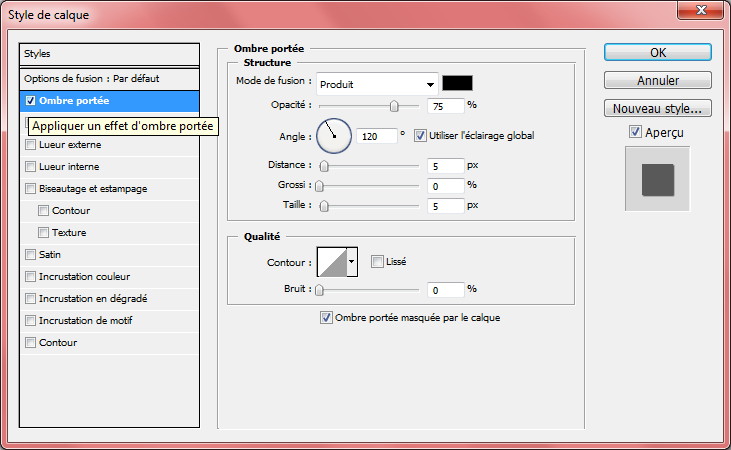 Style de calque
Styles
Options de fusion : Par défaut
Ombre portée
Appliquer un effet d'ombre portée
Lueur externe
Lueur interne
Biseautage et estampage
Contour
Texture
Satin
Incrustation couleur
Incrustation en dégradé
Incrustation de motif
Contour
Ombre portée
Structure
Mode de fusion : Produit
Opacité : 75 %
Angle : 120 ° Utiliser l'éclairage global
Distance : 5 px
Grossi : 0 %
Taille : 5 px
Qualité
Contour : Lissé
Bruit : 0 %
Ombre portée masquée par le calque
OK
Annuler
Nouveau style...
Aperçu